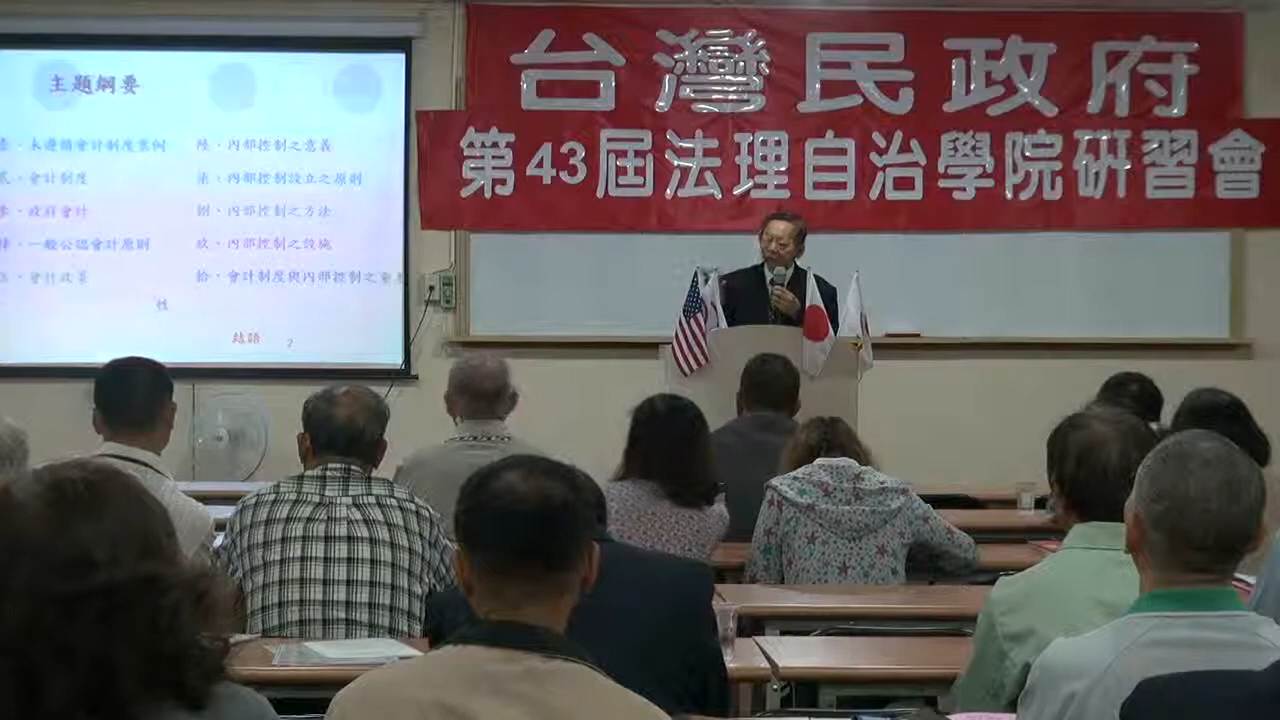 台灣民政府
第43屆法理自治學院研習會
主題綱要
會計制度案例
陸、內部控制之意義
貳、會計制度
柒、內部控制設立之原則
參、政府會計
捌、內部控制之方法
肆、一般公認會計原則
玖、內部控制之設施
伍、會計政策
拾、會計制度與內部控制之重要
性
結語
2